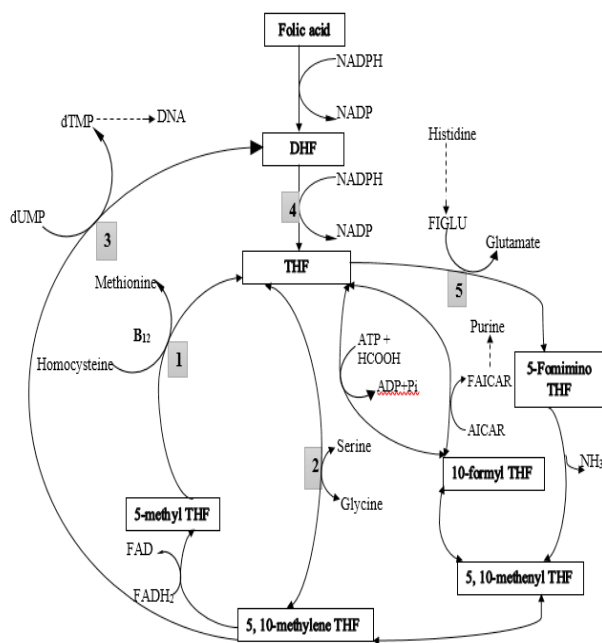 Folic acid
NADPH
NADP
dTMP
DNA
DHF
Histidine
NADPH
4
NADP
dUMP
3
FIGLU
Glutamate
THF
5
Methionine
B12
1
Homocysteine
ATP +
HCOOH
ADP+Pi
Purine
FAICAR
AICAR
5-Fomimino
THF
2
Serine
Glycine
10-formyl THF
NH3
5-methyl THF
FAD
FADH2
5, 10-methenyl THF
5, 10-methylene THF